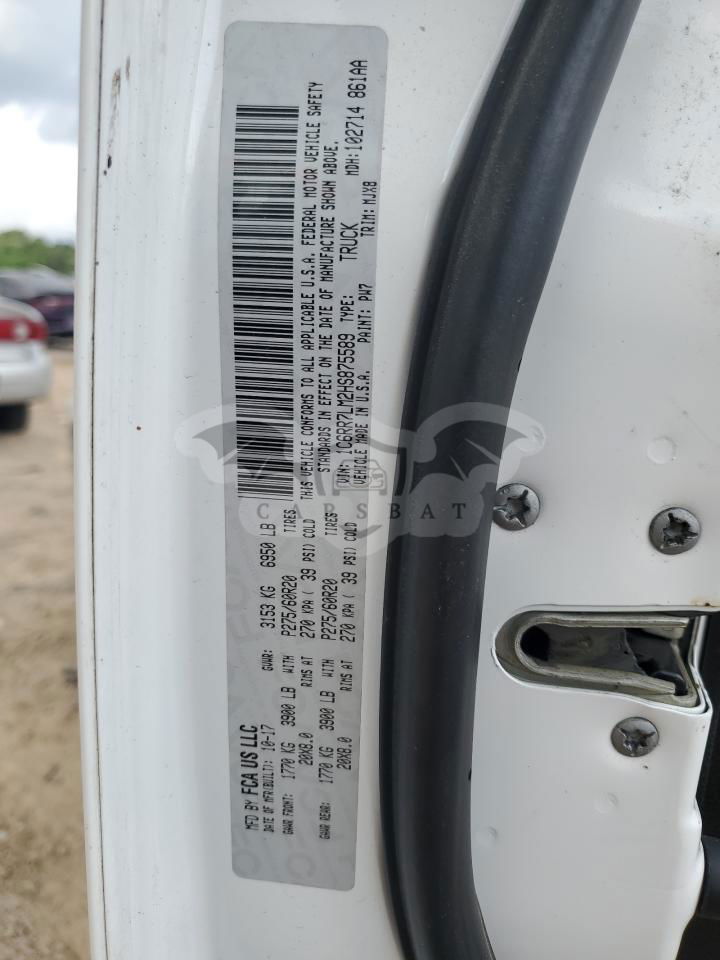 MFD BY FCA US LLC
DATE OF MFR(BUILT): 10-17 GVWR: 3153 KG 6950 LB
GAWR FRONT: 1770 KG 3900 LB WITH P275/60R20 TIRES
20X8.0 RIMS AT 270 KPA( 39 PSI) COLD
GAWR REAR: 1770 KG 3900 LB WITH P275/60R20 TIRES
20X8.0 RIMS AT 270 KPA( 39 PSI) COLD
THIS VEHICLE CONFORMS TO ALL APPLICABLE U.S.A. FEDERAL MOTOR VEHICLE SAFETY
STANDARDS IN EFFECT ON THE DATE OF MANUFACTURE SHOWN ABOVE.
VIN: 1C6RR7LM2HS875589 TYPE: TRUCK MDH: 102714 861AA
VEHICLE MADE IN U.S.A. PAINT: PW7 TRIM: MJX8
CARSBAT